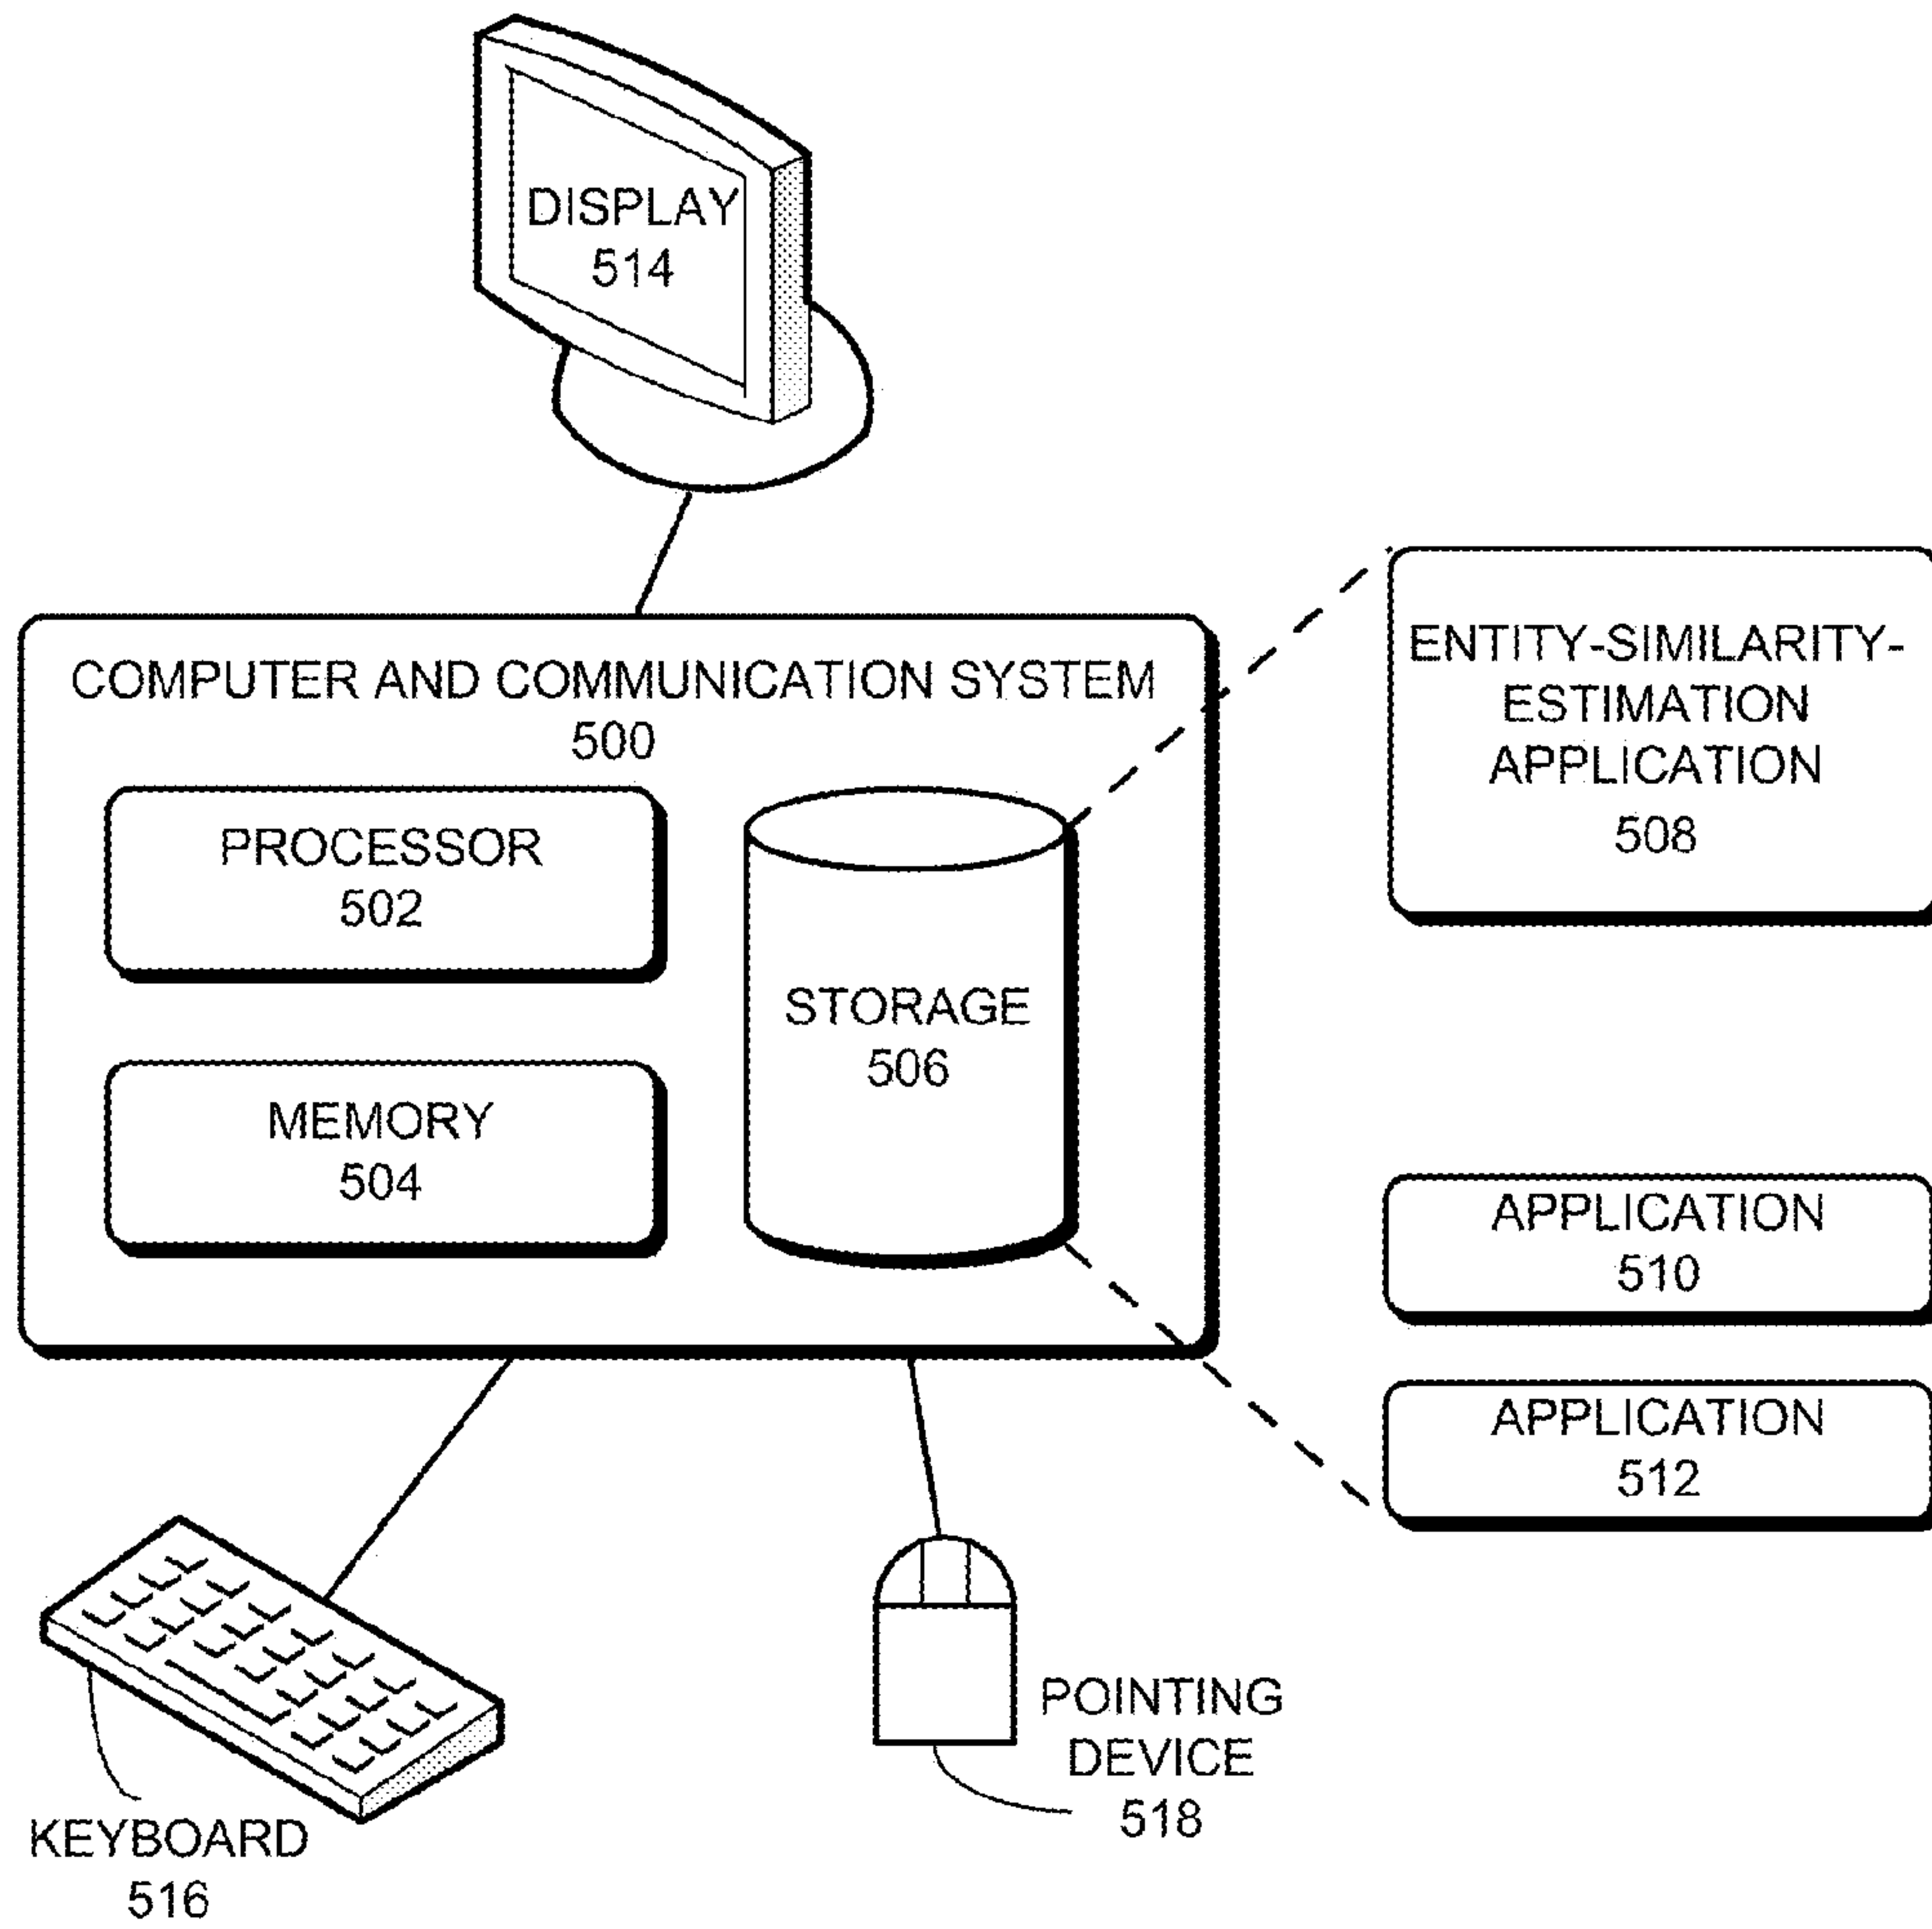 DISPLAY
514
COMPUTER AND COMMUNICATION SYSTEM
500
PROCESSOR
502
MEMORY
504
STORAGE
506
ENTITY-SIMILARITY-
ESTIMATION
APPLICATION
508
APPLICATION
510
APPLICATION
512
KEYBOARD
516
POINTING
DEVICE
518